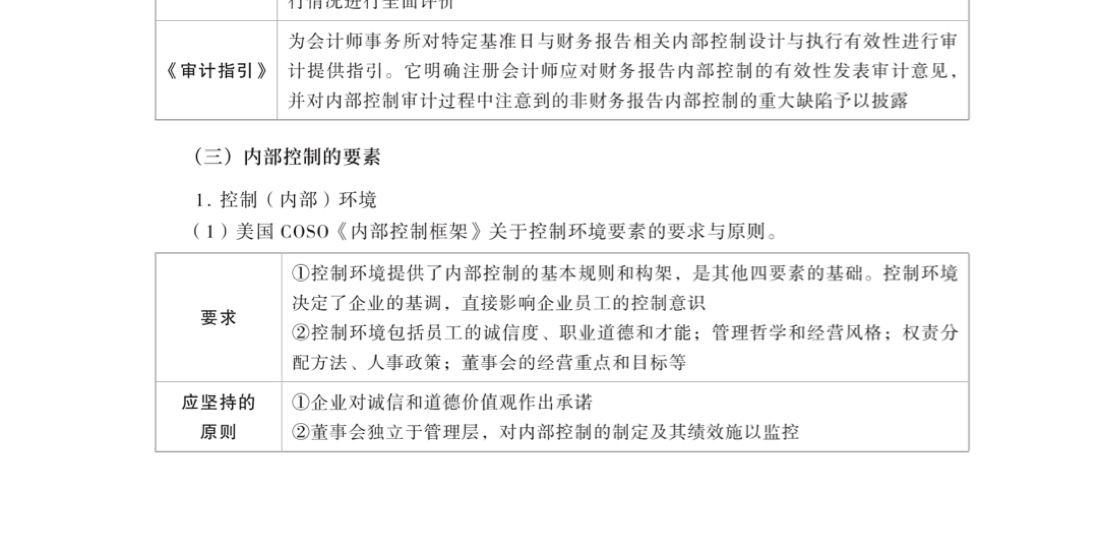 行情况进行全面评价
《审计指引》
为会计师事务所对特定基准日与财务报告相关内部控制设计与执行有效性进行审
计提供指引。它明确注册会计师应对财务报告内部控制的有效性发表审计意见，
并对内部控制审计过程中注意到的非财务报告内部控制的重大缺陷予以披露
（三）内部控制的要素
1. 控制（内部）环境
（1）美国 COSO《内部控制框架》关于控制环境要素的要求与原则。
要求
①控制环境提供了内部控制的基本规则和构架，是其他四要素的基础。控制环境
决定了企业的基调，直接影响企业员工的控制意识
②控制环境包括员工的诚信度、职业道德和才能；管理哲学和经营风格；权责分
配方法、人事政策；董事会的经营重点和目标等
应坚持的
原则
①企业对诚信和道德价值观作出承诺
②董事会独立于管理层，对内部控制的制定及其绩效施以监控